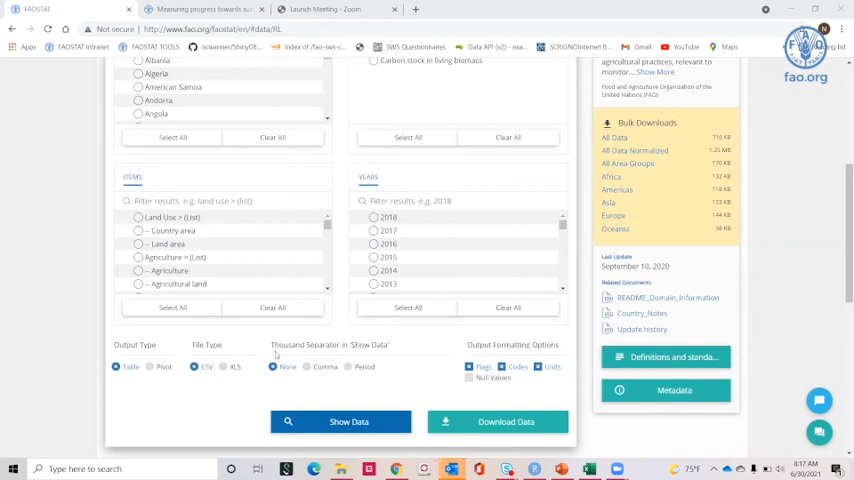 FAOSTAT
Measuring progress towards su
Launch Meeting - Zoom
Not secure
http://www.fao.org/faostat/en/#data/RL
Apps
FAOSTAT intranet
FAOSTAT TOOLS
ncwanner/ShinyOE...
Index of /fao-sws-c...
SWS Questionnaires
Data API (v2) - exa...
SCRIGNOInternet B...
Gmail
YouTube
Maps
fao.org
Albania
Algeria
American Samoa
Andorra
Angola
Carbon stock in living biomass
Select All
Clear All
Select All
Clear All
agricultural practices, relevant to
monitor... Show More
Food and Agriculture Organization of the
United Nations (FAO)
Bulk Downloads
All Data 716 KB
All Data Normalized 1.25 MB
All Area Groups 170 KB
Africa 132 KB
Americas 118 KB
Asia 133 KB
Europe 144 KB
Oceania 38 KB
ITEMS
Filter results e.g. land use > (list)
Land Use > (List)
-- Country area
-- Land area
Agriculture > (List)
-- Agriculture
-- Agricultural land
Select All
Clear All
YEARS
Filter results e.g. 2018
2018
2017
2016
2015
2014
2013
Select All
Clear All
Last Update
September 10, 2020
Related Documents
README_Domain_Information
Country_Notes
Update history
Definitions and standa...
Metadata
Output Type
Table
Pivot
File Type
CSV
XLS
Thousand Separator in 'Show Data'
None
Comma
Period
Output Formatting Options
Flags
Codes
Units
Null Values
Show Data
Download Data
Type here to search
75°F
8:17 AM
6/30/2021